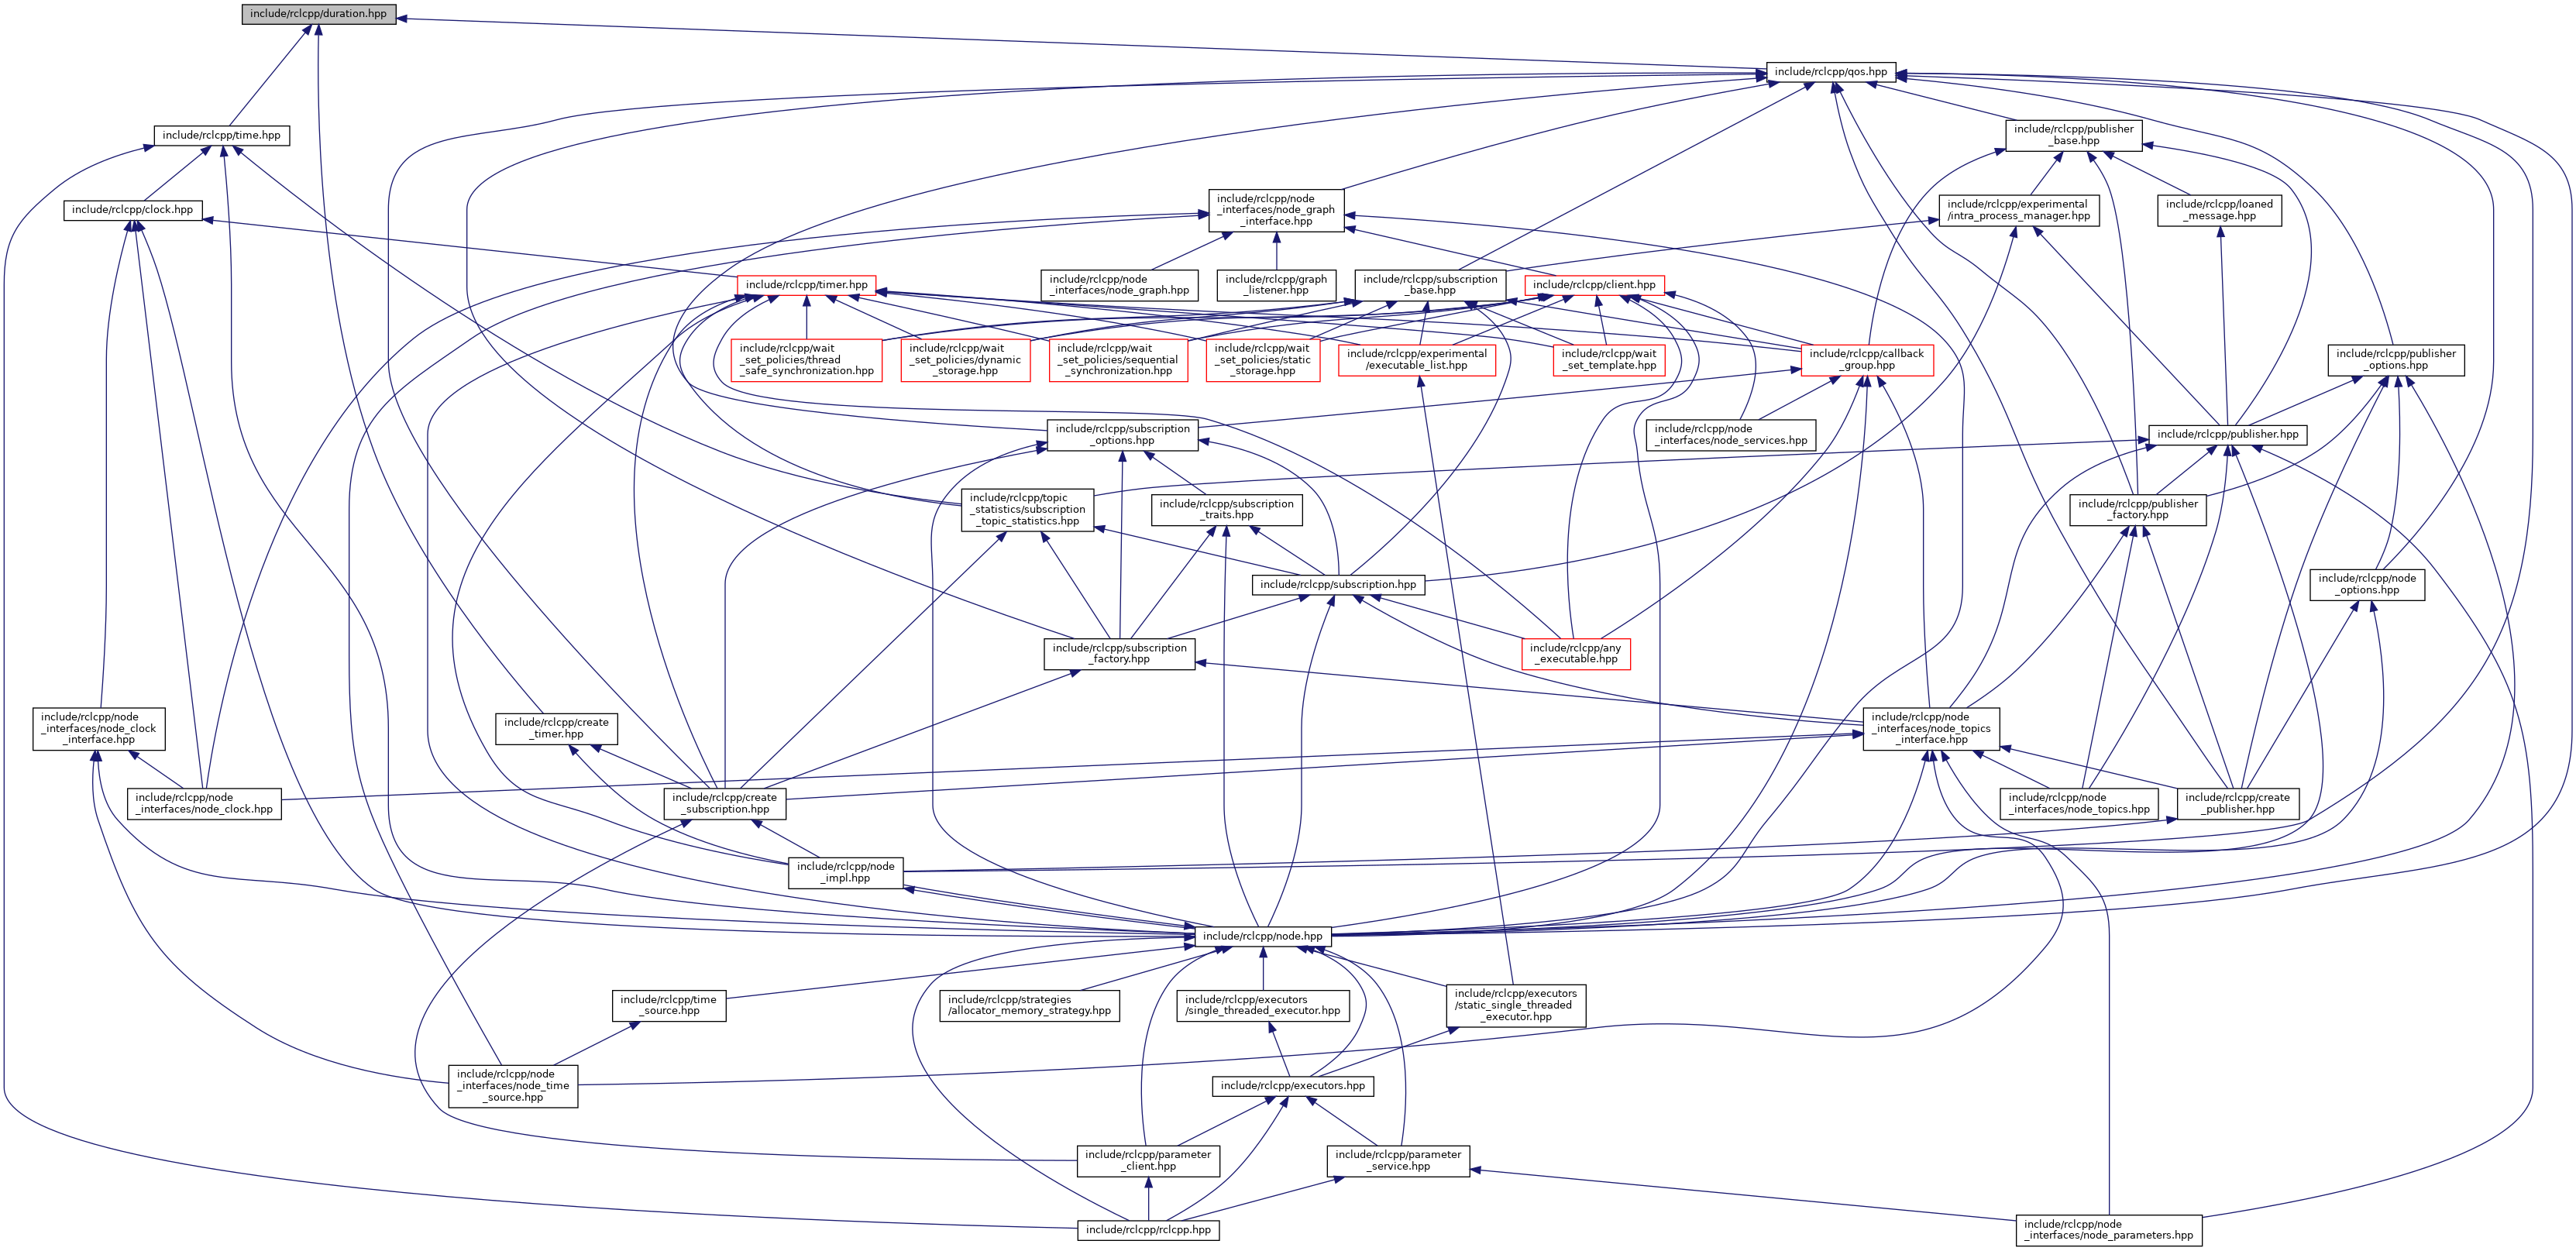 include/rclcpp/duration.hpp
include/rclcpp/qos.hpp
include/rclcpp/time.hpp
include/rclcpp/publisher
_base.hpp
include/rclcpp/clock.hpp
include/rclcpp/node
_interfaces/node_graph
_interface.hpp
include/rclcpp/experimental
/intra_process_manager.hpp
include/rclcpp/loaned
_message.hpp
include/rclcpp/timer.hpp
include/rclcpp/node
_interfaces/node_graph.hpp
include/rclcpp/graph
_listener.hpp
include/rclcpp/subscription
_base.hpp
include/rclcpp/client.hpp
include/rclcpp/wait
_set_policies/thread
_safe_synchronization.hpp
include/rclcpp/wait
_set_policies/dynamic
_storage.hpp
include/rclcpp/wait
_set_policies/sequential
_synchronization.hpp
include/rclcpp/wait
_set_policies/static
_storage.hpp
include/rclcpp/experimental
/executable_list.hpp
include/rclcpp/wait
_set_template.hpp
include/rclcpp/callback
_group.hpp
include/rclcpp/publisher
_options.hpp
include/rclcpp/subscription
_options.hpp
include/rclcpp/node
_interfaces/node_services.hpp
include/rclcpp/publisher.hpp
include/rclcpp/topic
_statistics/subscription
_topic_statistics.hpp
include/rclcpp/subscription
_traits.hpp
include/rclcpp/publisher
_factory.hpp
include/rclcpp/subscription.hpp
include/rclcpp/node
_options.hpp
include/rclcpp/subscription
_factory.hpp
include/rclcpp/any
_executable.hpp
include/rclcpp/node
_interfaces/node_clock
_interface.hpp
include/rclcpp/create
_timer.hpp
include/rclcpp/node
_interfaces/node_topics
_interface.hpp
include/rclcpp/node
_interfaces/node_clock.hpp
include/rclcpp/create
_subscription.hpp
include/rclcpp/node
_interfaces/node_topics.hpp
include/rclcpp/create
_publisher.hpp
include/rclcpp/node
_impl.hpp
include/rclcpp/node.hpp
include/rclcpp/time
_source.hpp
include/rclcpp/strategies
/allocator_memory_strategy.hpp
include/rclcpp/executors
/single_threaded_executor.hpp
include/rclcpp/executors
/static_single_threaded
_executor.hpp
include/rclcpp/node
_interfaces/node_time
_source.hpp
include/rclcpp/executors.hpp
include/rclcpp/parameter
_client.hpp
include/rclcpp/parameter
_service.hpp
include/rclcpp/rclcpp.hpp
include/rclcpp/node
_interfaces/node_parameters.hpp